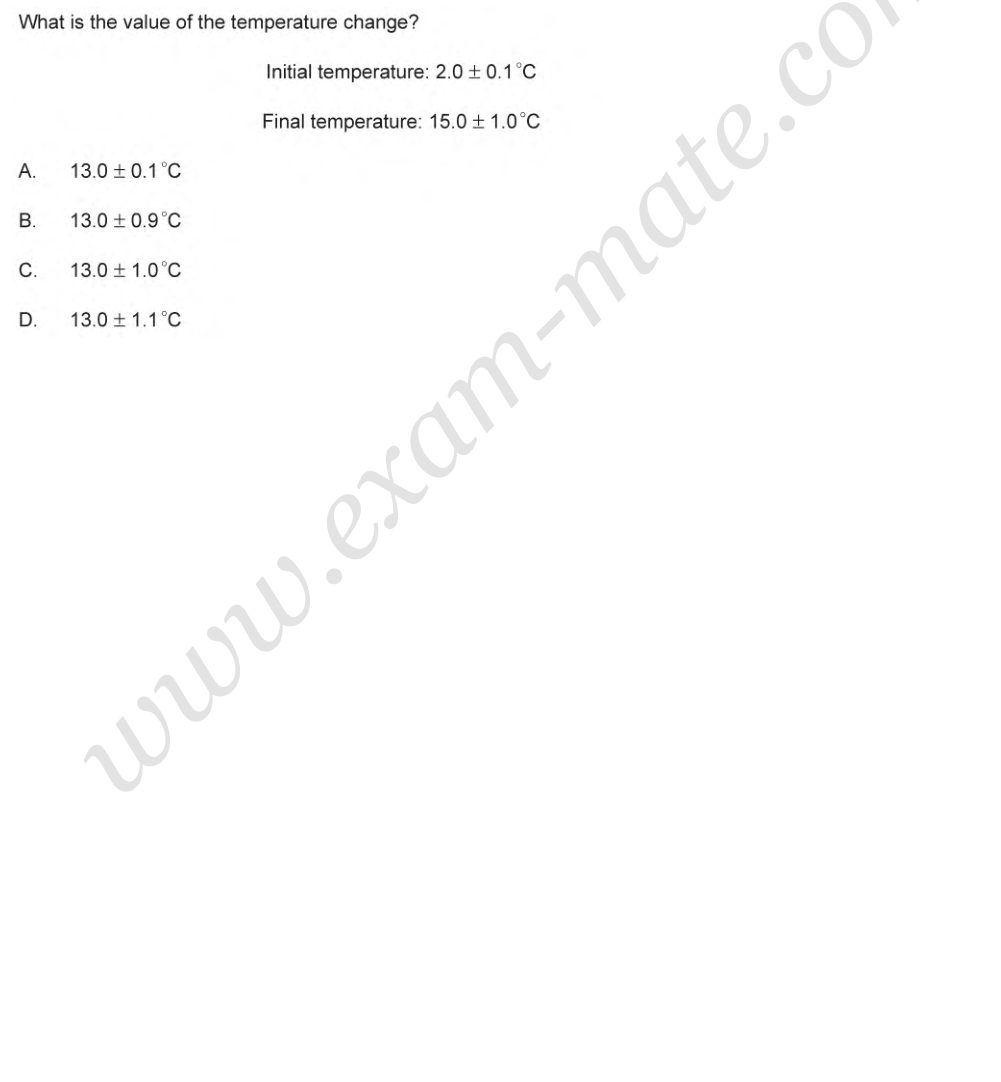 What is the value of the temperature change?
Initial temperature: 2.0 ± 0.1°C
Final temperature: 15.0 ± 1.0°C
A. 13.0 ± 0.1°C
B. 13.0 ± 0.9°C
C. 13.0 ± 1.0°C
D. 13.0 ± 1.1°C
www.exam-mate.co